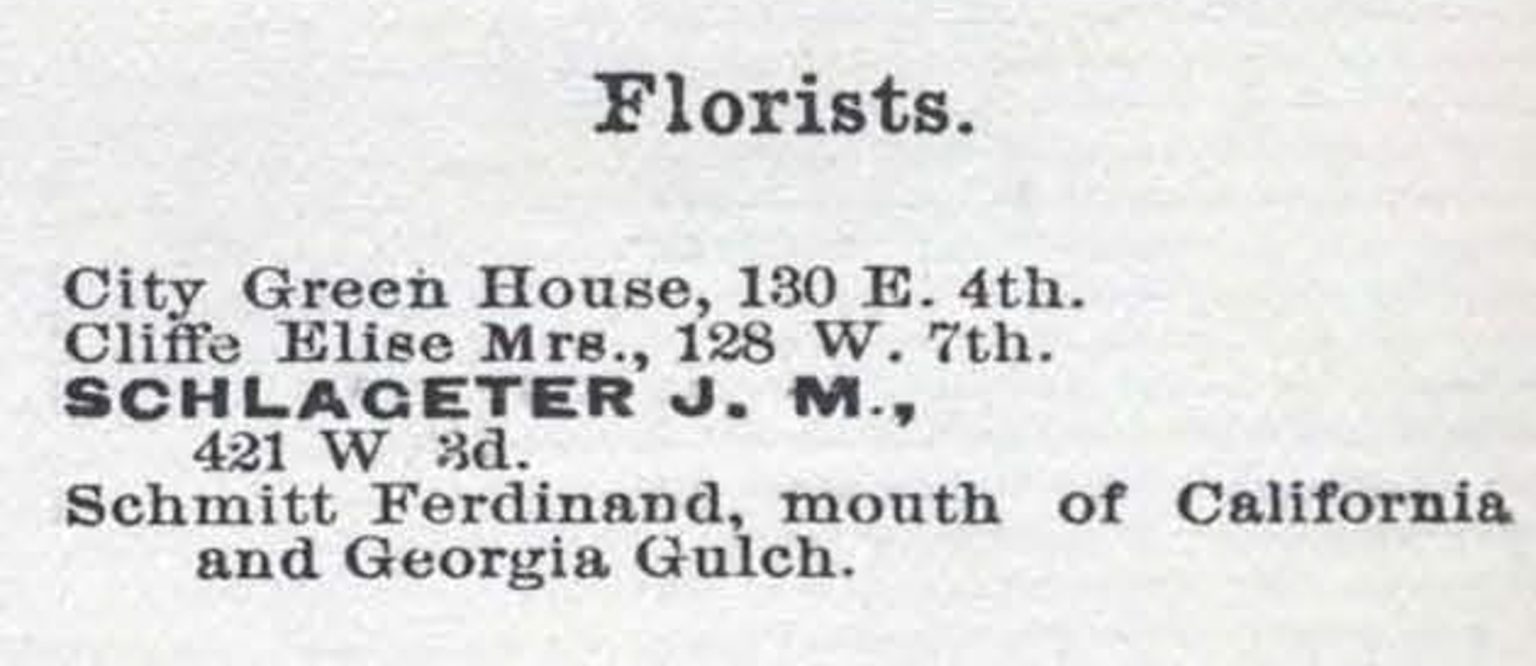 Florists.
City Green House, 130 E. 4th.
Cliffe Elise Mrs., 128 W. 7th.
SCHLAGETER J. M.,
421 W 3d.
Schmitt Ferdinand, mouth of California
and Georgia Gulch.